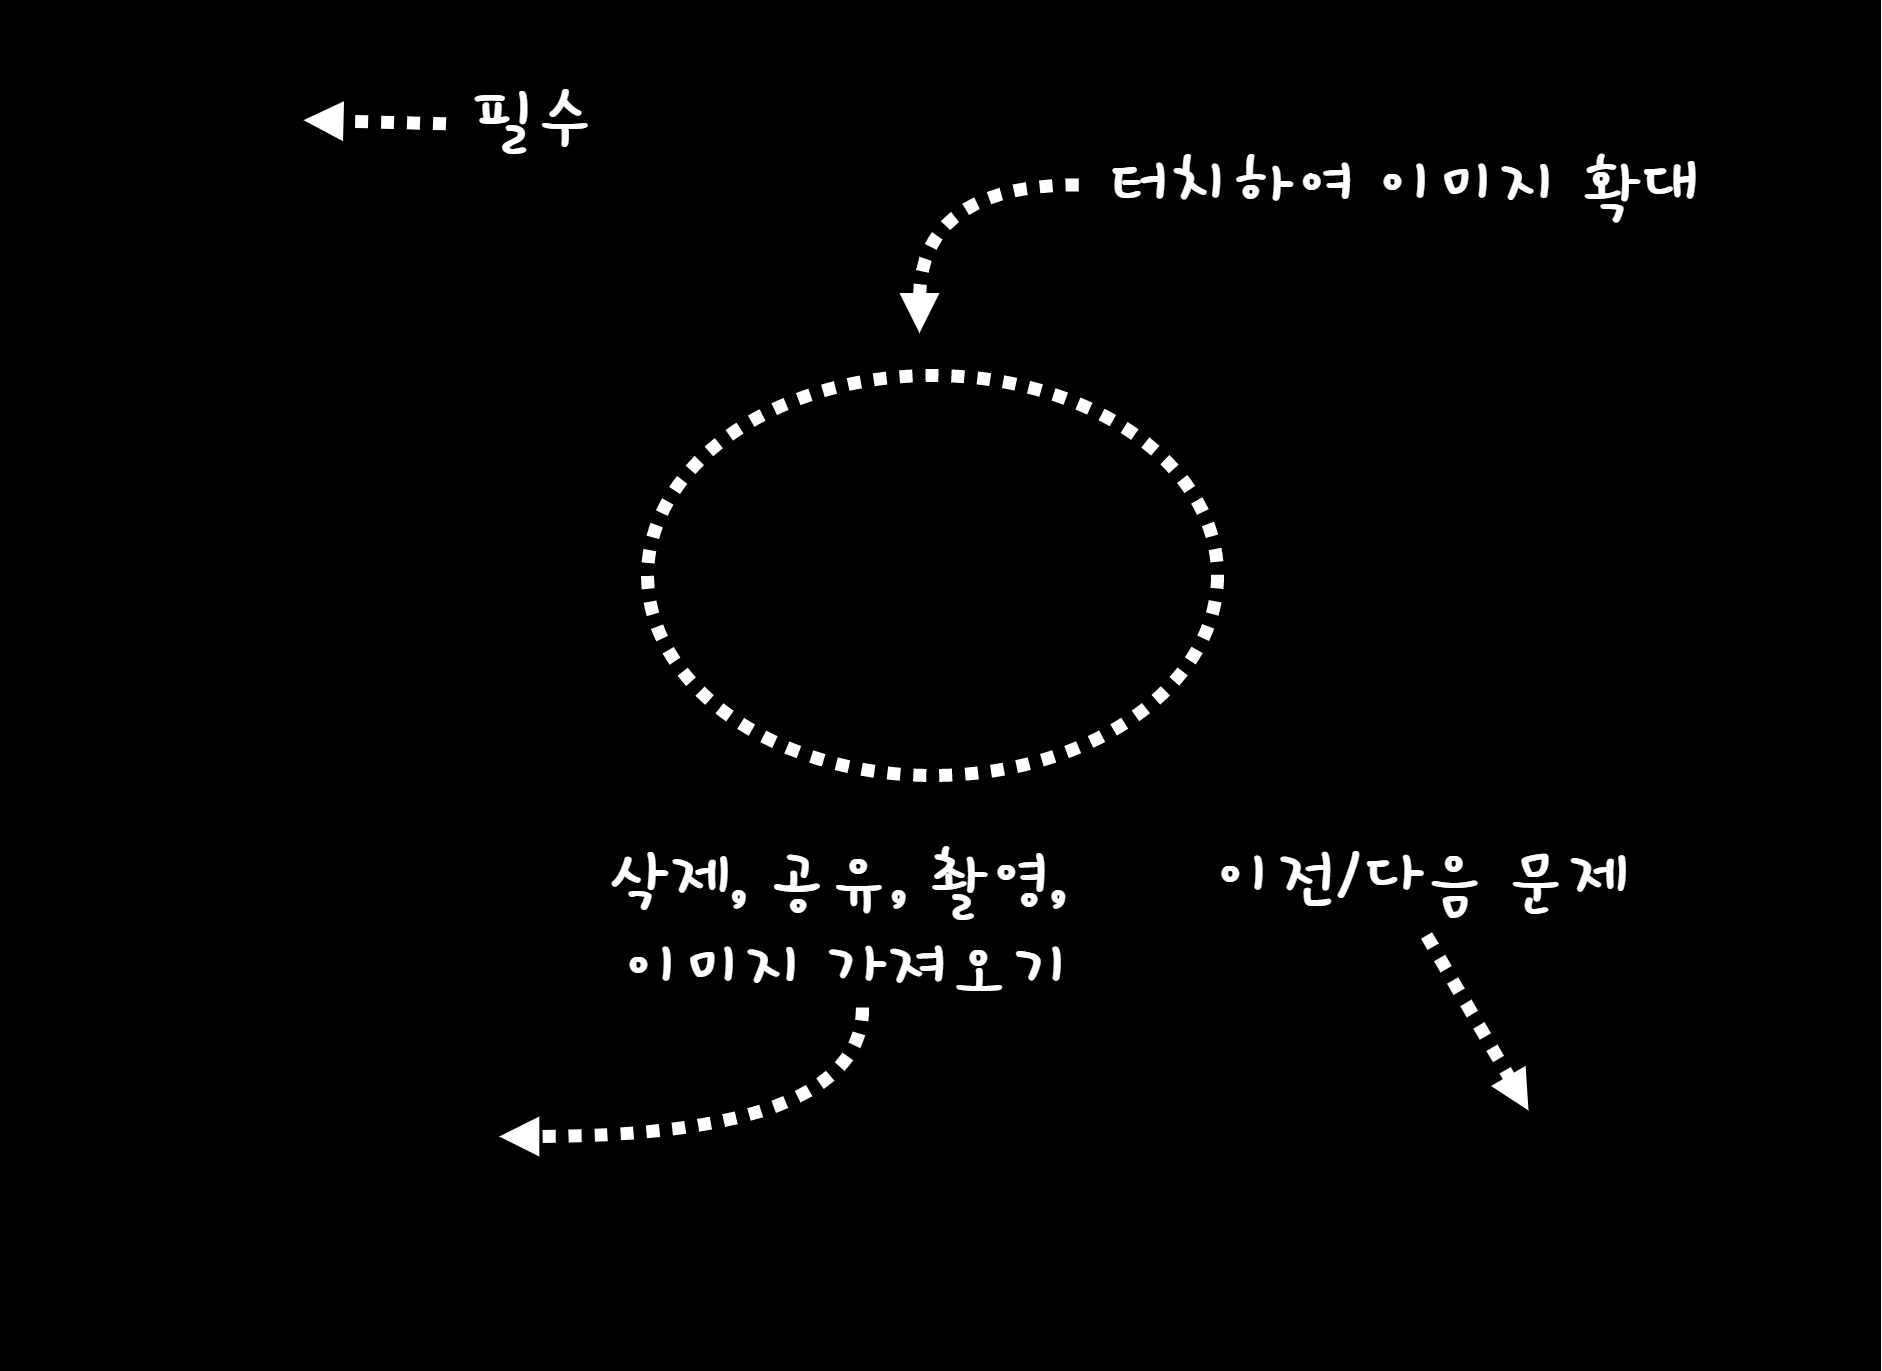 필수
터치하여 이미지 확대
삭제, 공유, 촬영,
이미지 가져오기
이전/다음 문제